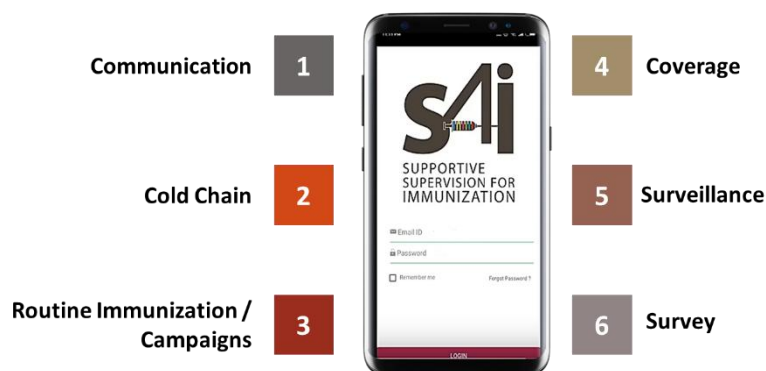 Communication
1
Cold Chain
2
Routine Immunization /
Campaigns
3
S4i
SUPPORTIVE
SUPERVISION FOR
IMMUNIZATION
Email ID
Password
Remember me
Forgot Password ?
LOGIN
4
Coverage
5
Surveillance
6
Survey